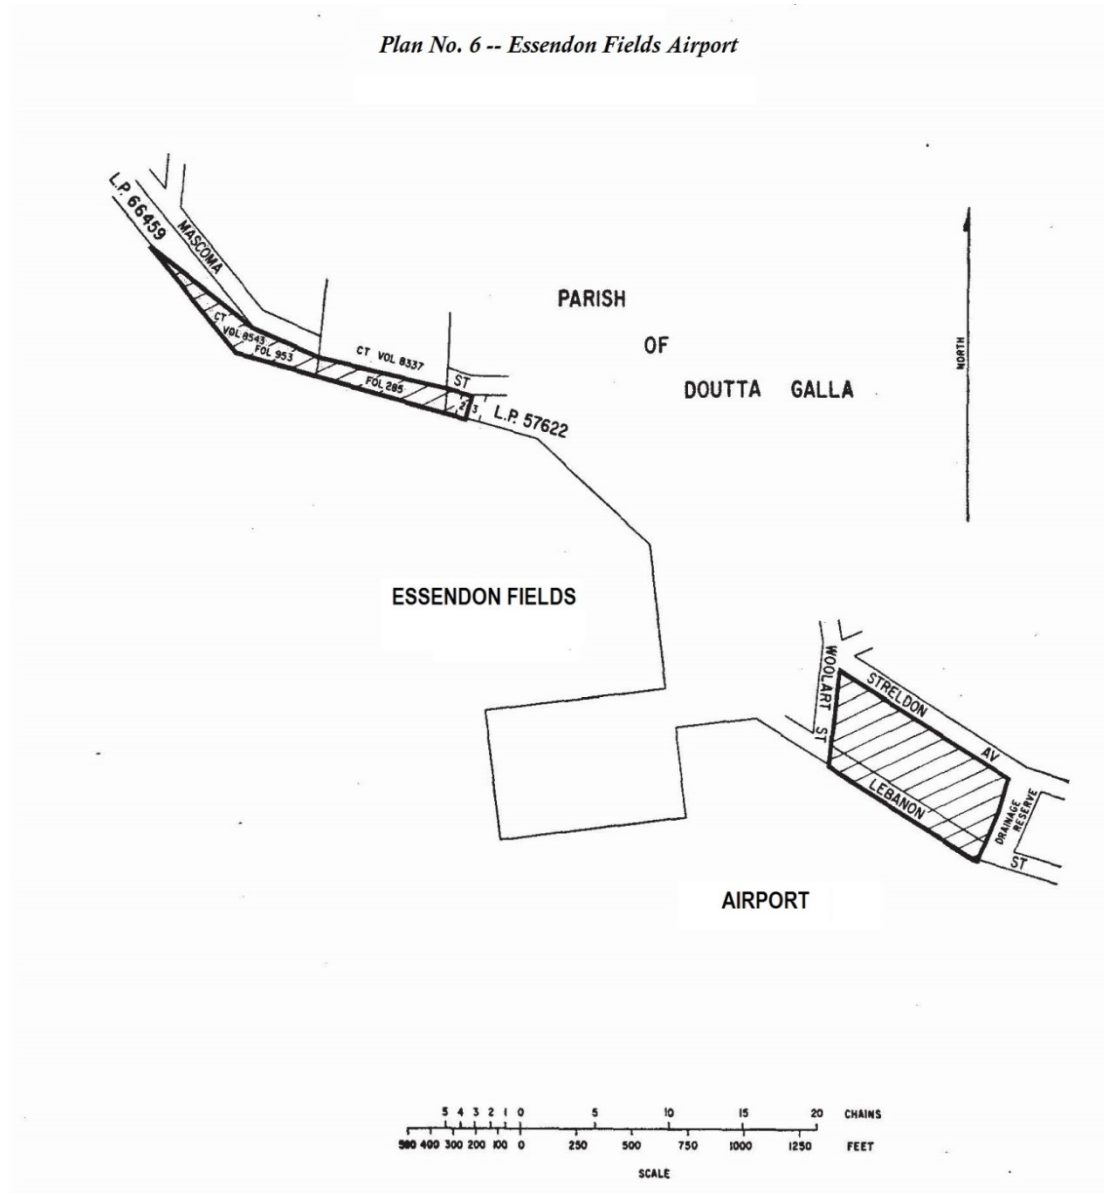 Plan No. 6 -- Essendon Fields Airport
L.P. 66459
MASCOMA
CT
VOL 8543
FOL 953
CT VOL 8337
FOL 285
ST
2 3
L.P. 57622
PARISH
OF
DOUTTA GALLA
NORTH
ESSENDON FIELDS
WOOLART ST
STRELDON AV
LEBANON
ST
DRAINAGE
RESERVE
AIRPORT
5 4 3 2 1 0 5 10 15 20 CHAINS
500 400 300 200 100 0 250 500 750 1000 1250 FEET
SCALE